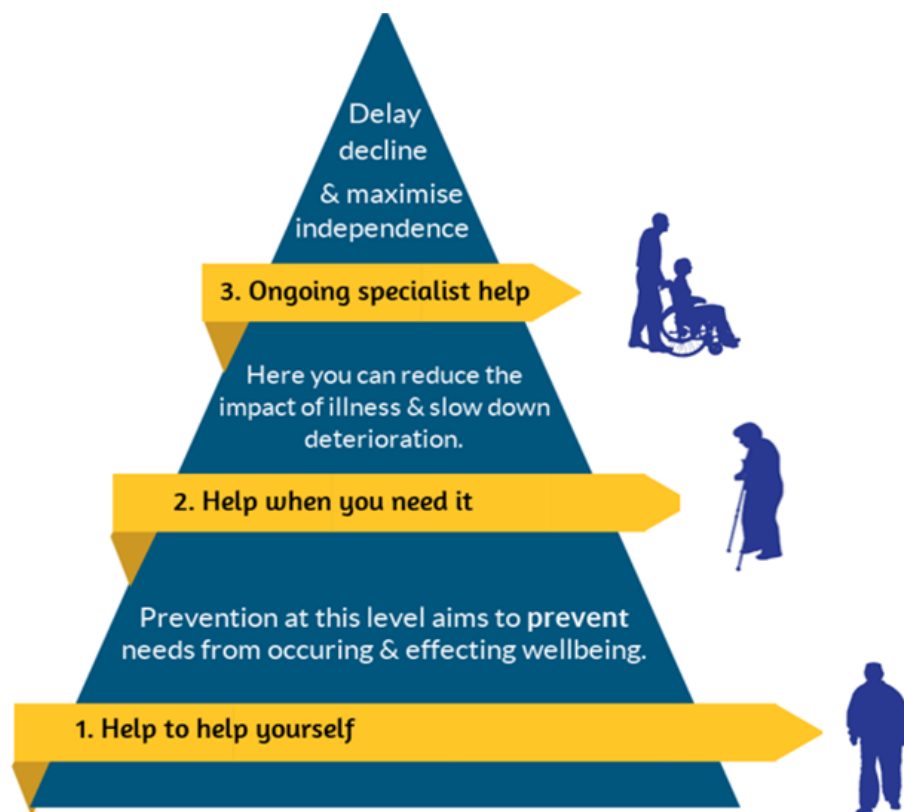 Delay
decline
& maximise
independence
3. Ongoing specialist help
Here you can reduce the
impact of illness & slow down
deterioration.
2. Help when you need it
Prevention at this level aims to prevent
needs from occuring & effecting wellbeing.
1. Help to help yourself